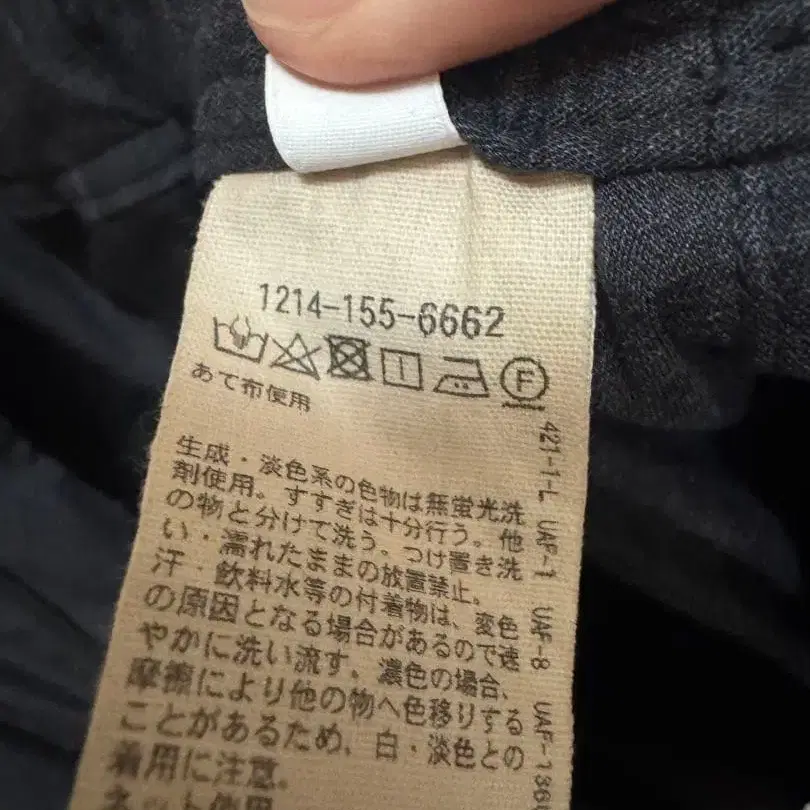 1214-155-6662
F
あて布使用
生成・淡色系の色物は無蛍光洗
剤使用。すすぎは十分行う。他
の物と分けて洗う。つけ置き洗
い・濡れたままの放置禁止。
汗・飲料水等の付着物は、変色
の原因となる場合があるので速
やかに洗い流す。濃色の場合、
摩擦により他の物へ色移りする
ことがあるため、白・淡色との
着用に注意。
ネット使用
421-1-L UAF-1 UAF-8